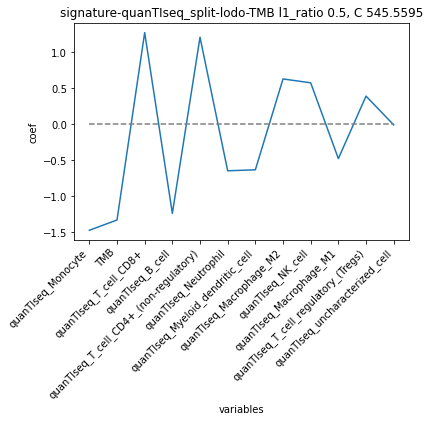 signature-quanTIseq_split-lodo-TMB l1_ratio 0.5, C 545.5595
coef
1.0
0.5
0.0
−0.5
−1.0
−1.5
quanTIseq_Monocyte
TMB
quanTIseq_T_cell_CD8+
quanTIseq_B_cell
quanTIseq_T_cell_CD4+_(non-regulatory)
quanTIseq_Neutrophil
quanTIseq_Myeloid_dendritic_cell
quanTIseq_Macrophage_M2
quanTIseq_NK_cell
quanTIseq_Macrophage_M1
quanTIseq_T_cell_regulatory_(Tregs)
quanTIseq_uncharacterized_cell
variables